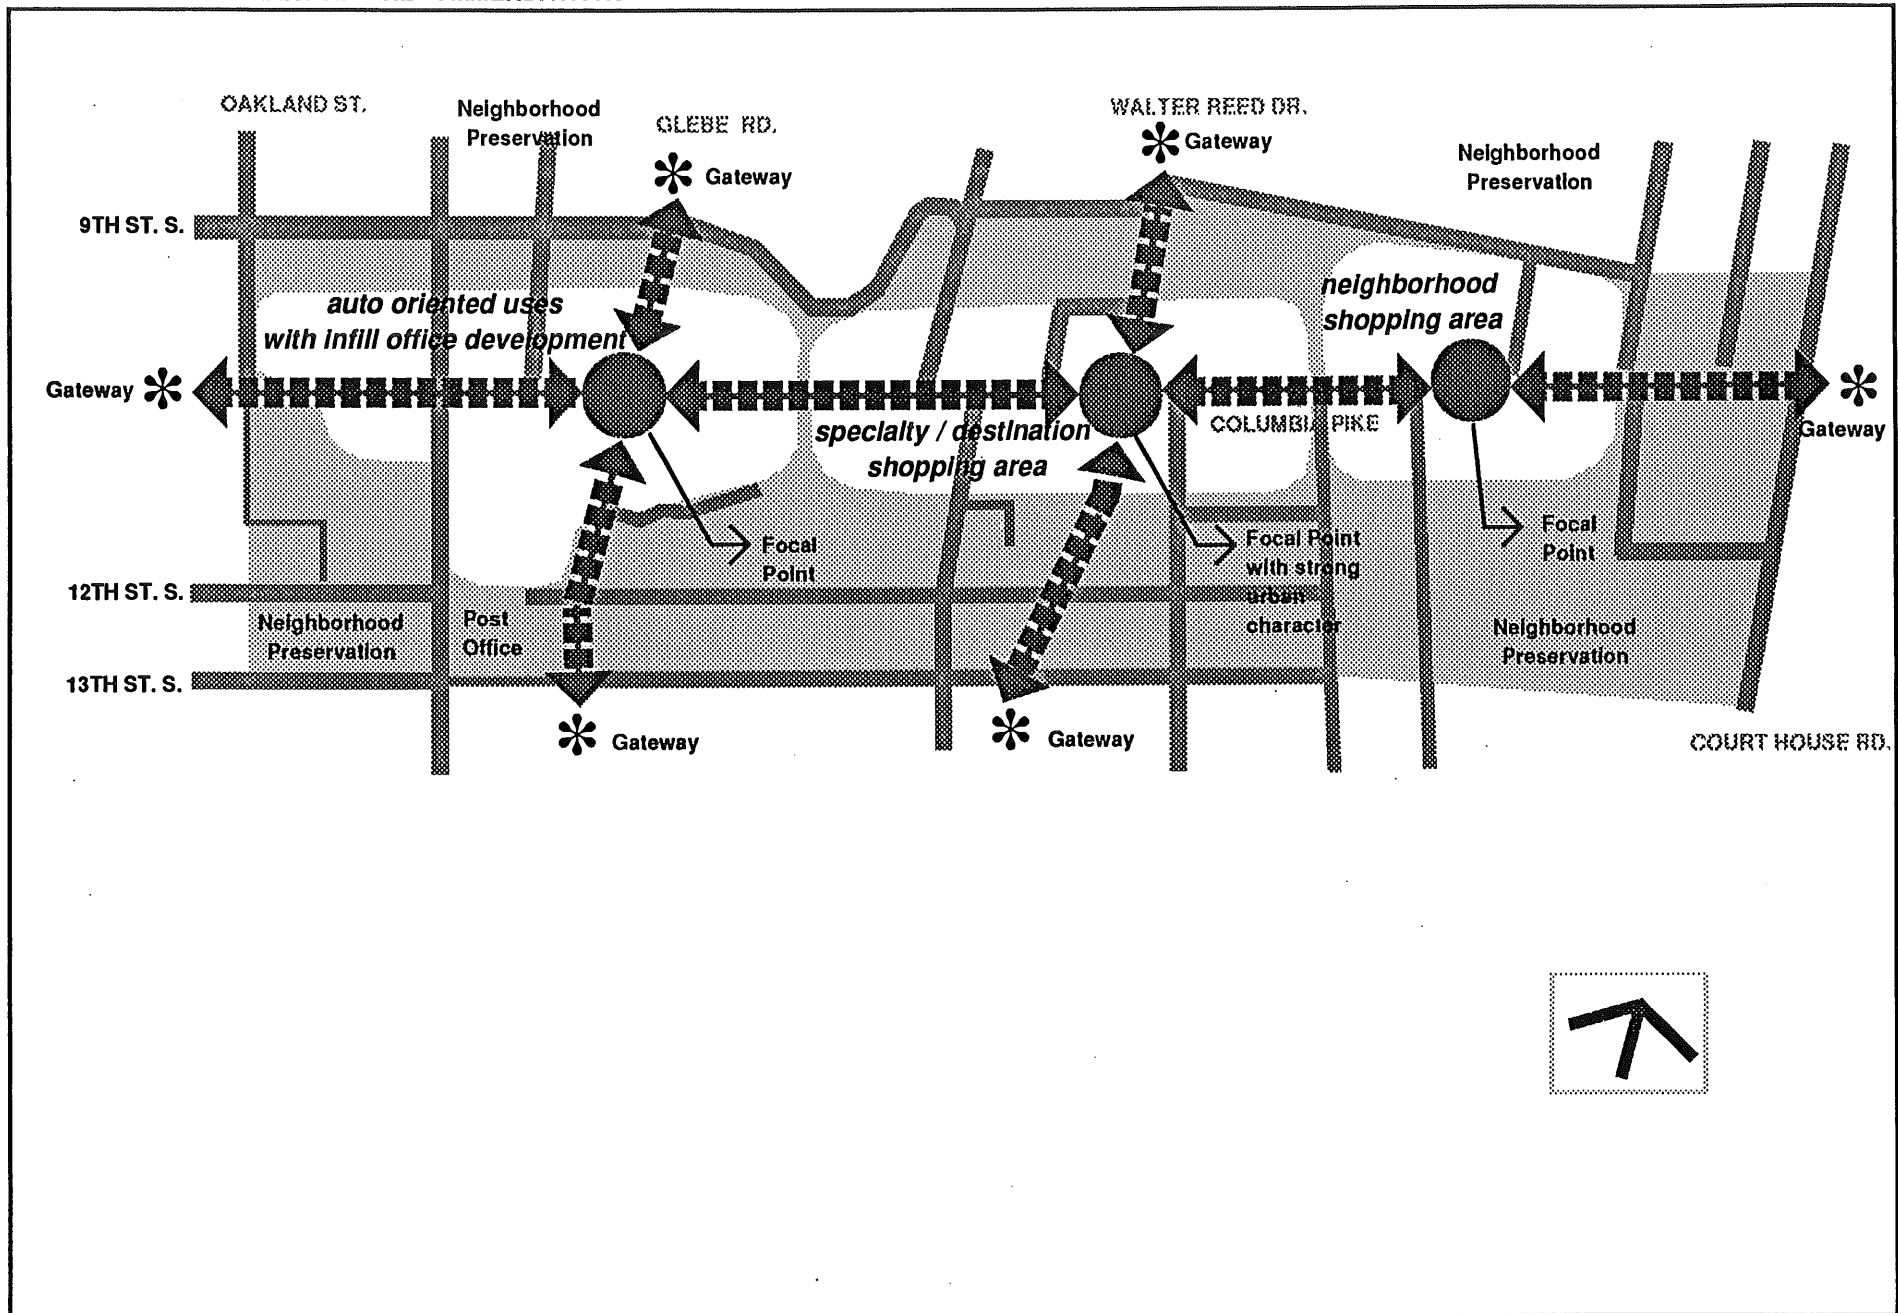 OAKLAND ST.
Neighborhood
Preservation
GLEBE RD.
Gateway
WALTER REED DR.
Gateway
Neighborhood
Preservation
9TH ST. S.
auto oriented uses
with infill office development
neighborhood
shopping area
Gateway
specialty / destination
shopping area
COLUMBIA PIKE
Gateway
Focal
Point
Focal Point
with strong
urban
character
Focal
Point
12TH ST. S.
Neighborhood
Preservation
Post
Office
Neighborhood
Preservation
13TH ST. S.
Gateway
Gateway
COURT HOUSE RD.